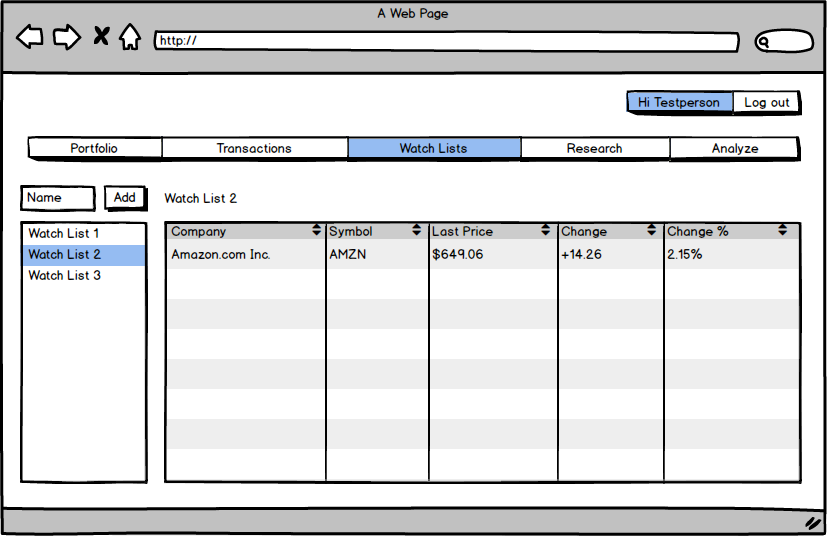 A Web Page
http://
Hi Testperson Log out
Portfolio Transactions Watch Lists Research Analyze
Name Add Watch List 2
Watch List 1
Watch List 2
Watch List 3
Company Symbol Last Price Change Change %
Amazon.com Inc. AMZN $649.06 +14.26 2.15%